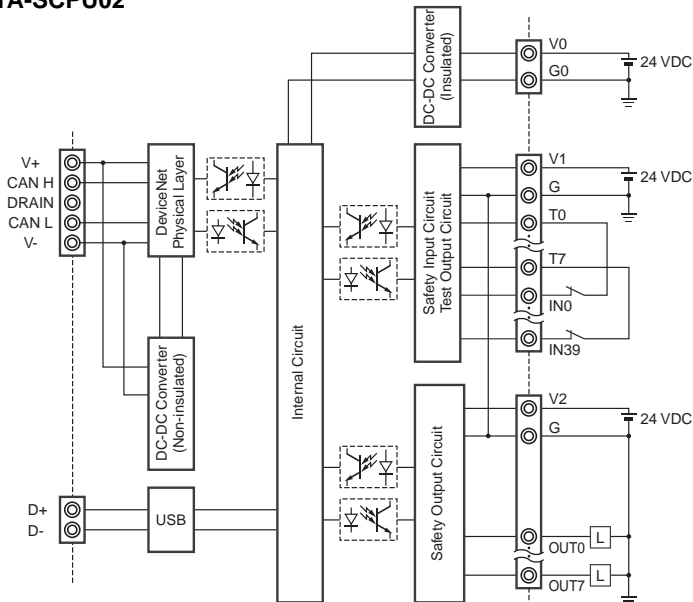 TA-SCPU02
DC-DC Converter
(Insulated)
V0
G0
24 VDC
V+
CAN H
DRAIN
CAN L
V-
DeviceNet
Physical Layer
DC-DC Converter
(Non-insulated)
D+
D-
USB
Internal Circuit
Safety Input Circuit
Test Output Circuit
V1
G
T0
T7
IN0
IN39
24 VDC
Safety Output Circuit
V2
G
24 VDC
OUT0
L
OUT7
L